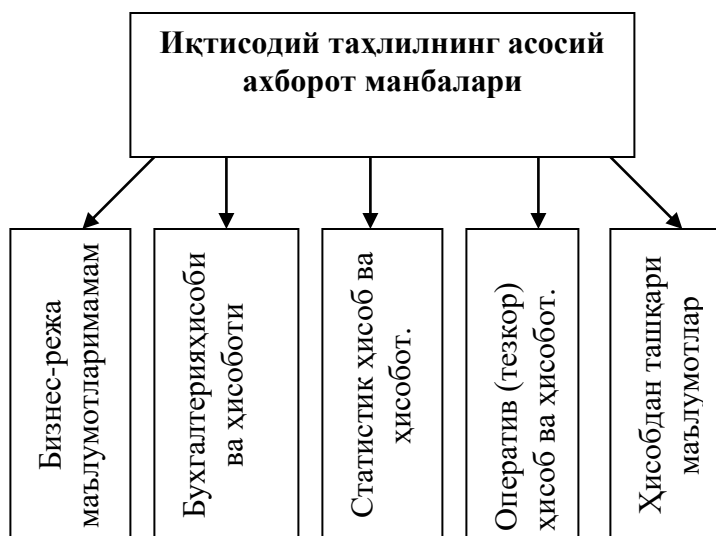 Иқтисодий таҳлилнинг асосий
ахборот манбалари
Бизнес-режа
маълумотларимамам
Бухгалтерияҳисоби
ва ҳисоботи
Статистик ҳисоб ва
ҳисобот.
Оператив (тезкор)
ҳисоб ва ҳисобот.
Ҳисобдан ташқари
маълумотлар